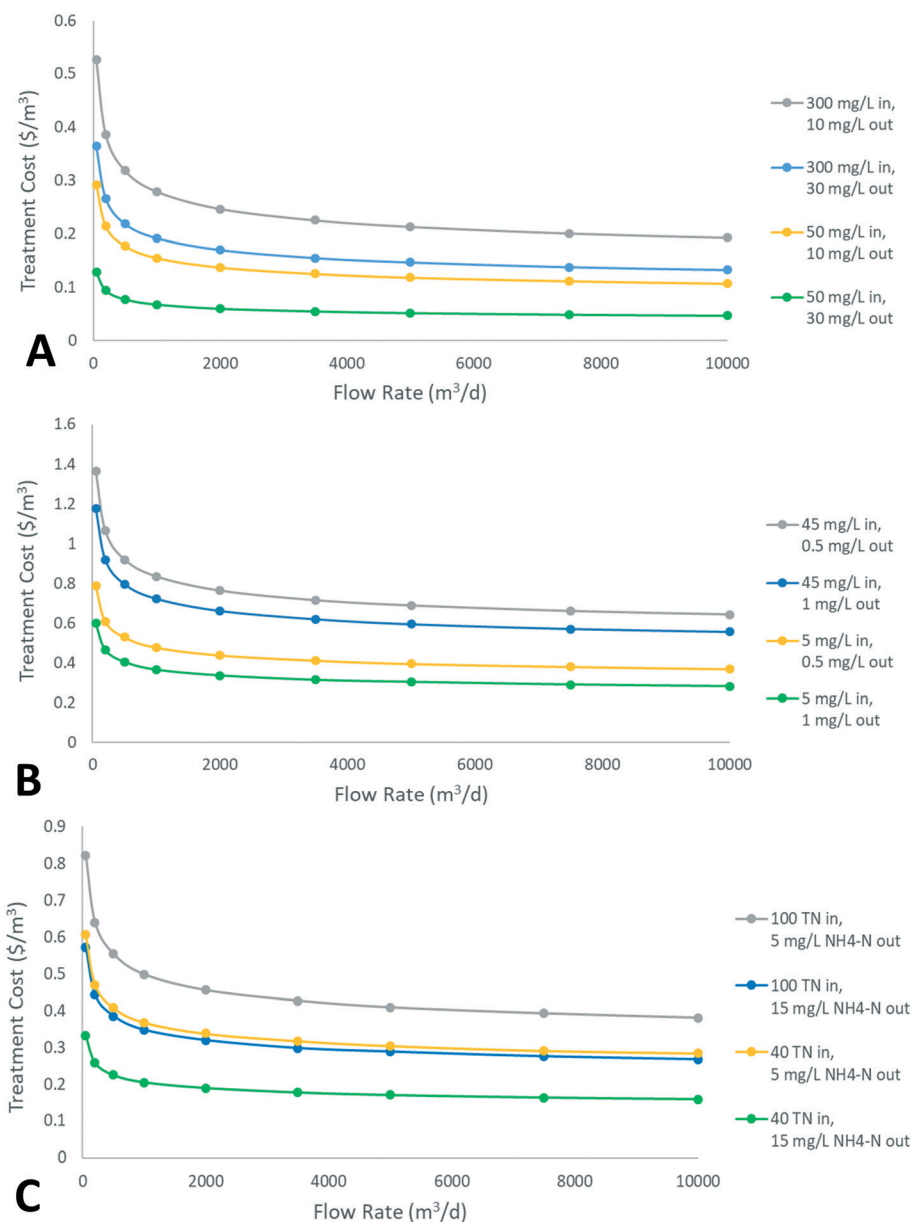 0.6
0.5
0.4
0.3
0.2
0.1
0
Treatment Cost ($/m³)
0 2000 4000 6000 8000 10000
Flow Rate (m³/d)
300 mg/L in,
10 mg/L out
300 mg/L in,
30 mg/L out
50 mg/L in,
10 mg/L out
50 mg/L in,
30 mg/L out
A
1.6
1.4
1.2
1
0.8
0.6
0.4
0.2
0
Treatment Cost ($/m³)
0 2000 4000 6000 8000 10000
Flow Rate (m³/d)
45 mg/L in,
0.5 mg/L out
45 mg/L in,
1 mg/L out
5 mg/L in,
0.5 mg/L out
5 mg/L in,
1 mg/L out
B
0.9
0.8
0.7
0.6
0.5
0.4
0.3
0.2
0.1
0
Treatment Cost ($/m³)
0 2000 4000 6000 8000 10000
Flow Rate (m³/d)
100 TN in,
5 mg/L NH4-N out
100 TN in,
15 mg/L NH4-N out
40 TN in,
5 mg/L NH4-N out
40 TN in,
15 mg/L NH4-N out
C